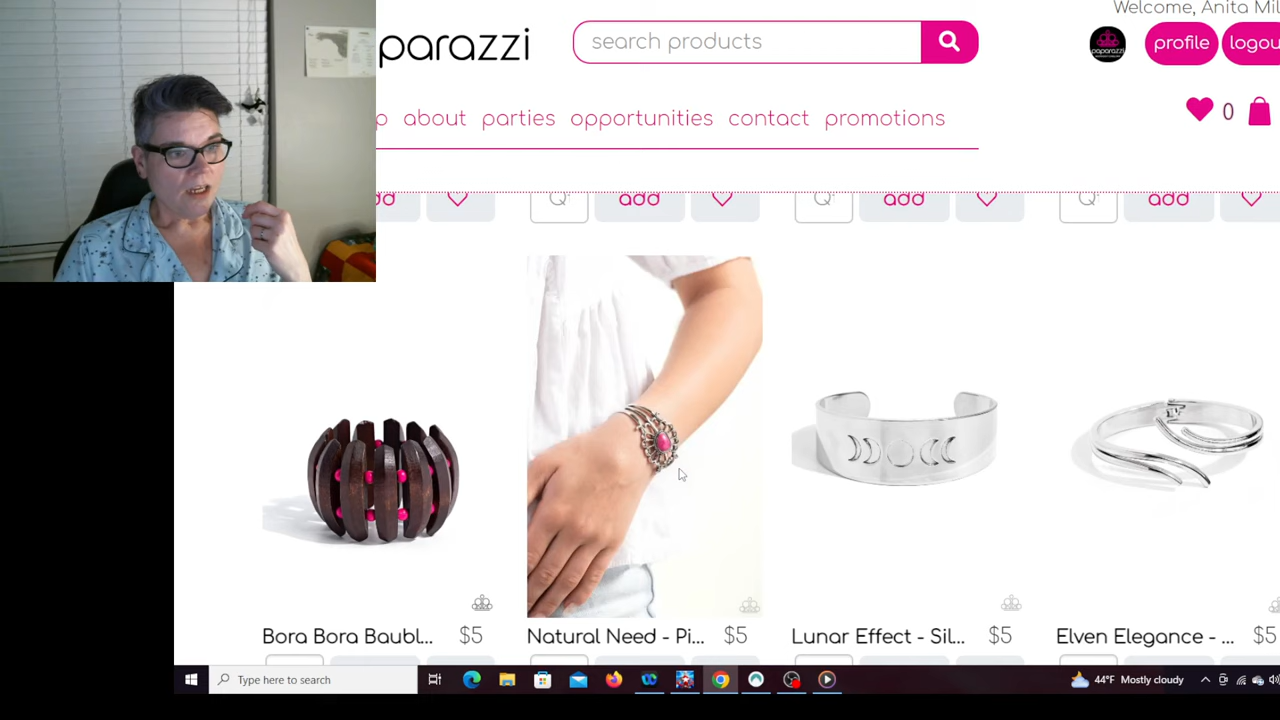 Welcome, Anita Mil
parazzi
search products
paparazzi
profile
logou
p about parties opportunities contact promotions
0
dd
Q
add
Q
add
Q
add
Bora Bora Baubl... $5
Natural Need - Pi... $5
Lunar Effect - Sil... $5
Elven Elegance - ... $5
Type here to search
44°F Mostly cloudy